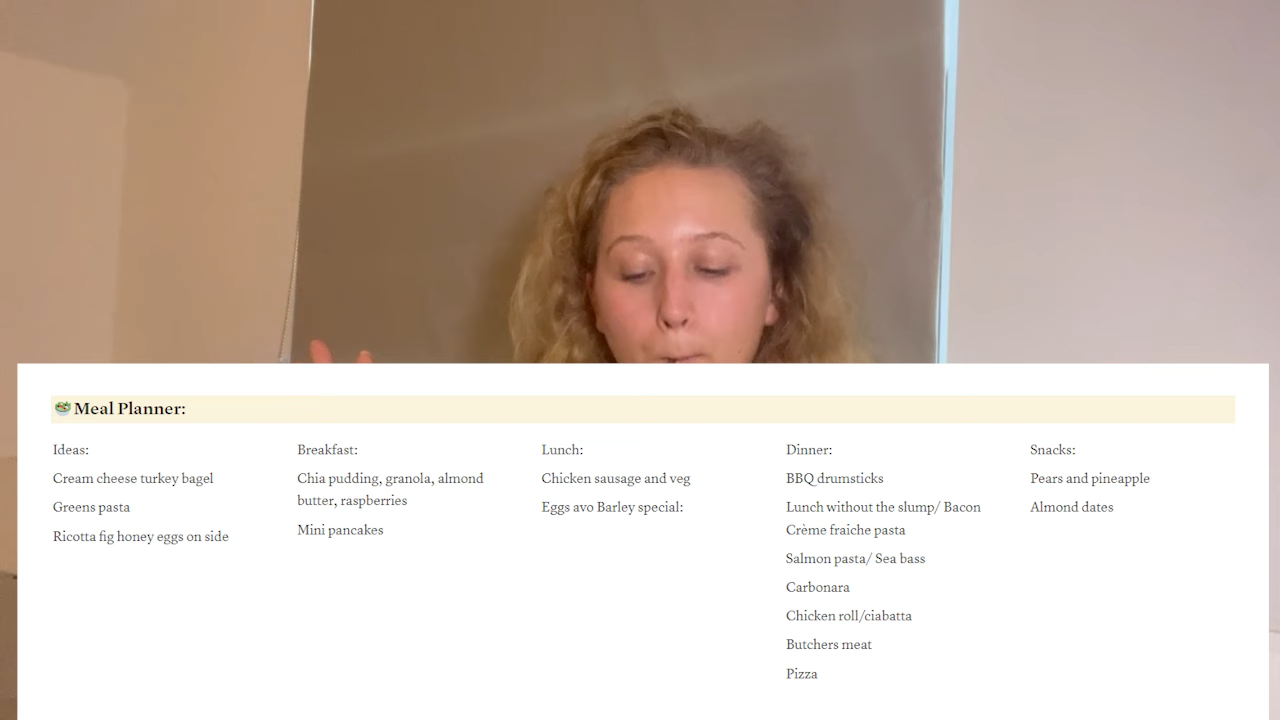 Meal Planner:
Ideas:
Cream cheese turkey bagel
Greens pasta
Ricotta fig honey eggs on side
Breakfast:
Chia pudding, granola, almond
butter, raspberries
Mini pancakes
Lunch:
Chicken sausage and veg
Eggs avo Barley special:
Dinner:
BBQ drumsticks
Lunch without the slump/ Bacon
Crème fraiche pasta
Salmon pasta/ Sea bass
Carbonara
Chicken roll/ciabatta
Butchers meat
Pizza
Snacks:
Pears and pineapple
Almond dates